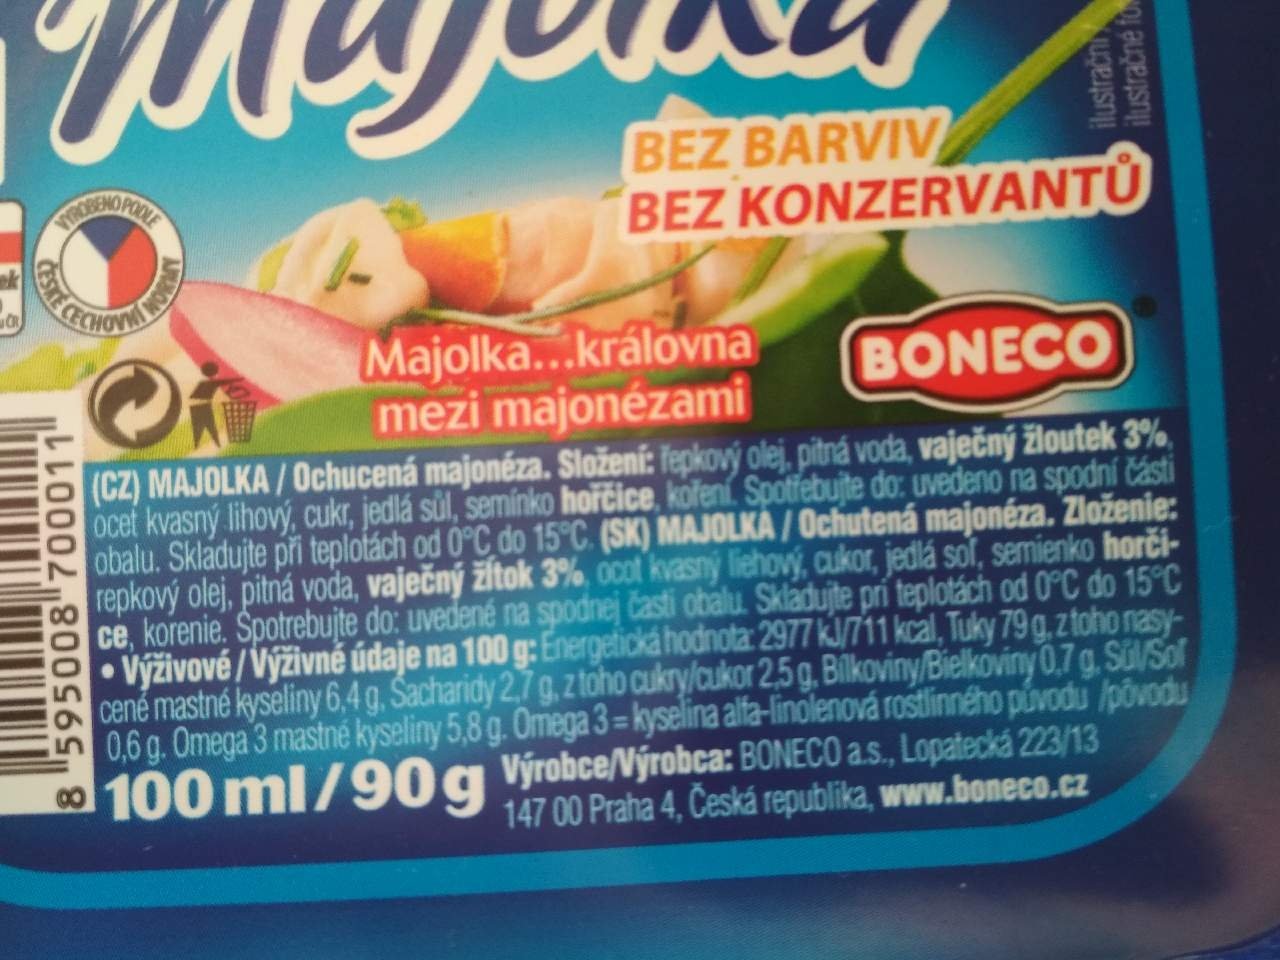 Majolka
ilustrační
ilustračné
BEZ BARVIV
BEZ KONZERVANTŮ
VYROBENO PODLE
ČESKÉ CECHOVNÍ NORMY
Majolka...královna
mezi majonézami
BONECO
(CZ) MAJOLKA / Ochucená majonéza. Složení: řepkový olej, pitná voda, vaječný žloutek 3%,
ocet kvasný lihový, cukr, jedlá sůl, semínko hořčice, koření. Spotřebujte do: uvedeno na spodní části
obalu. Skladujte při teplotách od 0°C do 15°C. (SK) MAJOLKA / Ochutená majonéza. Zloženie:
repkový olej, pitná voda, vaječný žĺtok 3%, ocot kvasný liehový, cukor, jedlá soľ, semienko horči-
ce, korenie. Spotrebujte do: uvedené na spodnej časti obalu. Skladujte pri teplotách od 0°C do 15°C
• Výživové / Výživné údaje na 100 g: Energetická hodnota: 2977 kJ/711 kcal, Tuky 79 g, z toho nasy-
cené mastné kyseliny 6,4 g, Sacharidy 2,7 g, z toho cukry/cukor 2,5 g, Bílkoviny/Bielkoviny 0,7 g, Sůl/Soľ
0,6 g. Omega 3 mastné kyseliny 5,8 g. Omega 3 = kyselina alfa-linolenová rostlinného původu /pôvodu
100 ml / 90 g
Výrobce/Výrobca: BONECO a.s., Lopatecká 223/13
147 00 Praha 4, Česká republika, www.boneco.cz
8 595008 700011